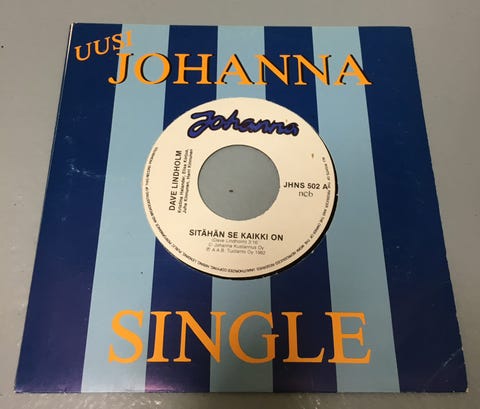 UUSI
JOHANNA
Johanna
DAVE LINDHOLM
JHNS 502 A
ncb
SITÄHÄN SE KAIKKI ON
(Dave Lindholm) 3:16
© Johanna Kustannus Oy
℗ A.A.B. Tuotanto Oy 1982
SINGLE